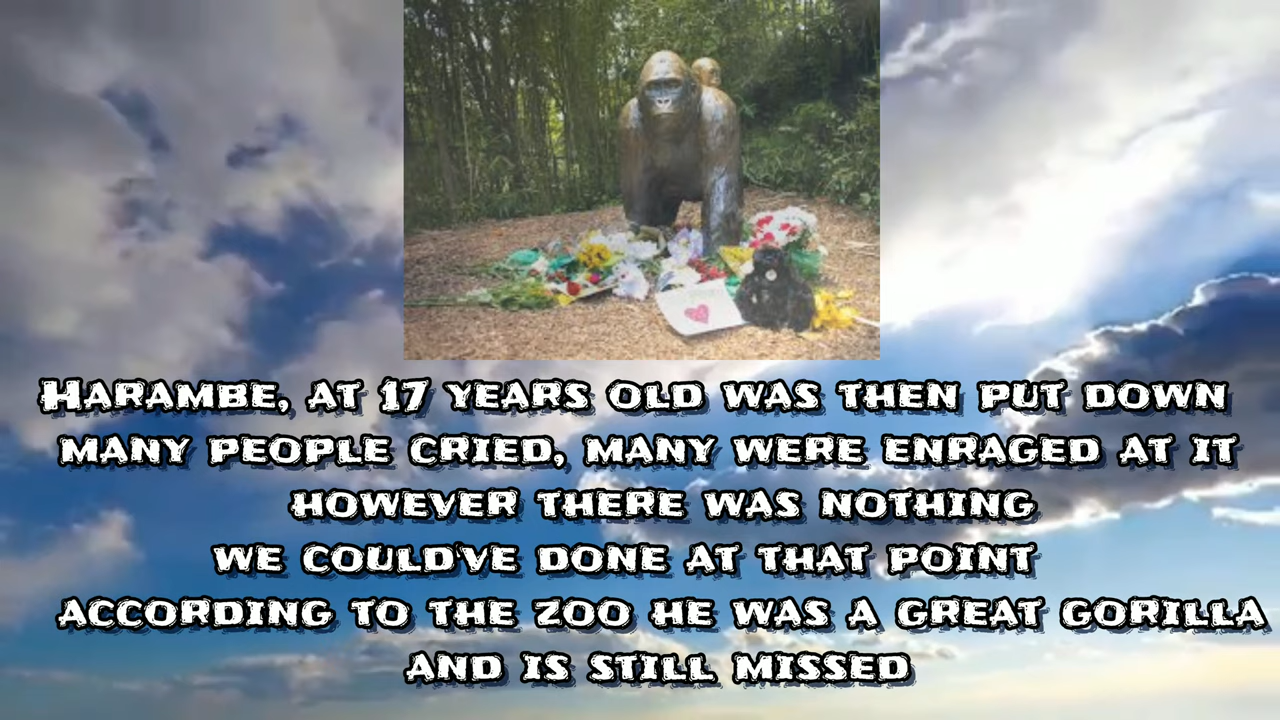 Harambe, at 17 years old was then put down
many people cried, many were enraged at it
however there was nothing
we could've done at that point
according to the zoo he was a great gorilla
and is still missed